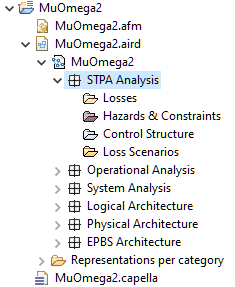 MuOmega2
MuOmega2.afm
MuOmega2.aird
MuOmega2
STPA Analysis
Losses
Hazards & Constraints
Control Structure
Loss Scenarios
Operational Analysis
System Analysis
Logical Architecture
Physical Architecture
EPBS Architecture
Representations per category
MuOmega2.capella